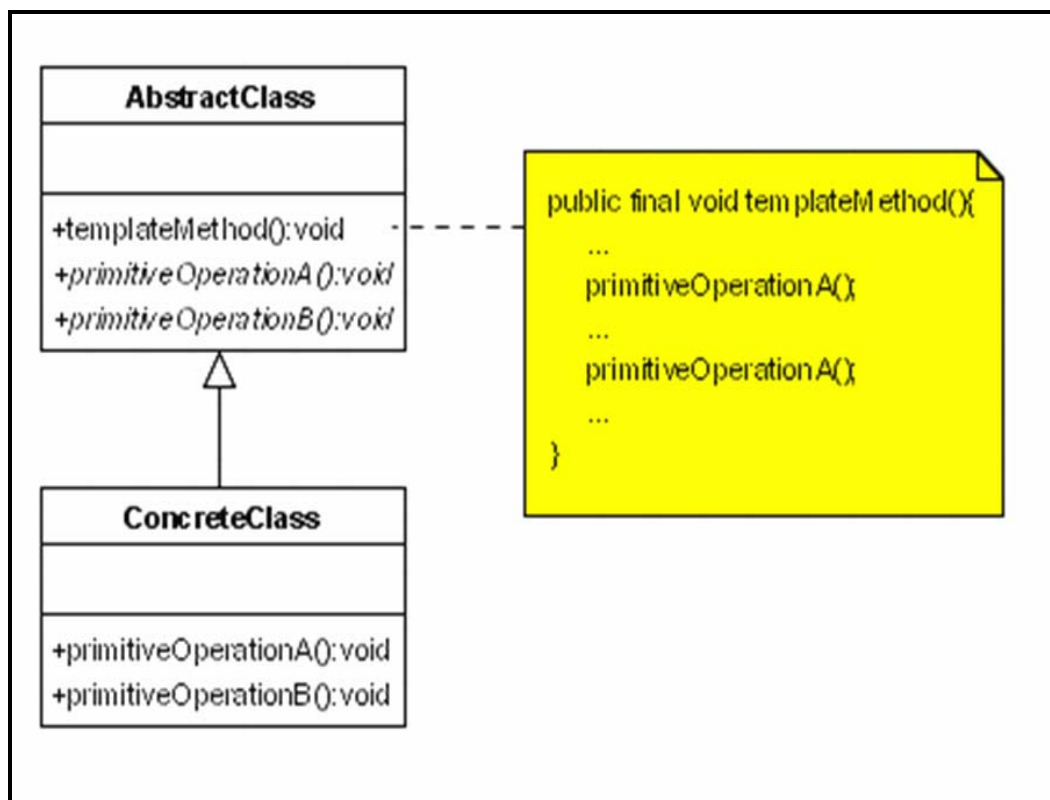 AbstractClass
+templateMethod():void
+primitiveOperationA():void
+primitiveOperationB():void
public final void templateMethod(){
...
primitiveOperationA();
...
primitiveOperationA();
...
}
ConcreteClass
+primitiveOperationA():void
+primitiveOperationB():void